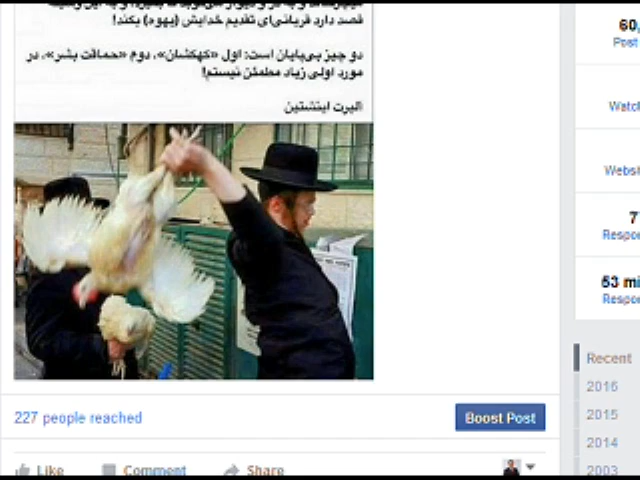 قصد دارد قربانی‌ای تقدیم خدایش (یهوه) بکند!
دو چیز بی‌پایان است: اول «کهکشان»، دوم «حماقت بشر»، در
مورد اولی زیاد مطمئن نیستم!
البرت اینشتین
60,
Post
Watch
Websi
7
Respo
53 mi
Respo
227 people reached
Boost Post
Recent
2016
2015
2014
2003
Like
Comment
Share